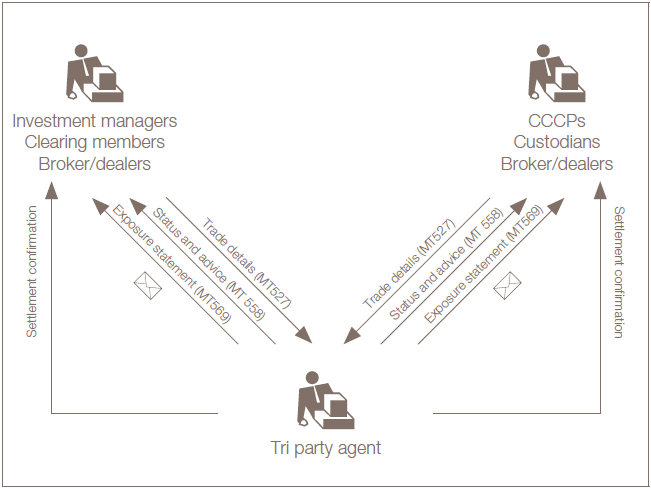 Investment managers
Clearing members
Broker/dealers
CCCPs
Custodians
Broker/dealers
Settlement confirmation
Exposure statement (MT569)
Status and advice (MT 558)
Trade details (MT527)
Trade details (MT527)
Status and advice (MT 558)
Exposure statement (MT569)
Settlement confirmation
Tri party agent